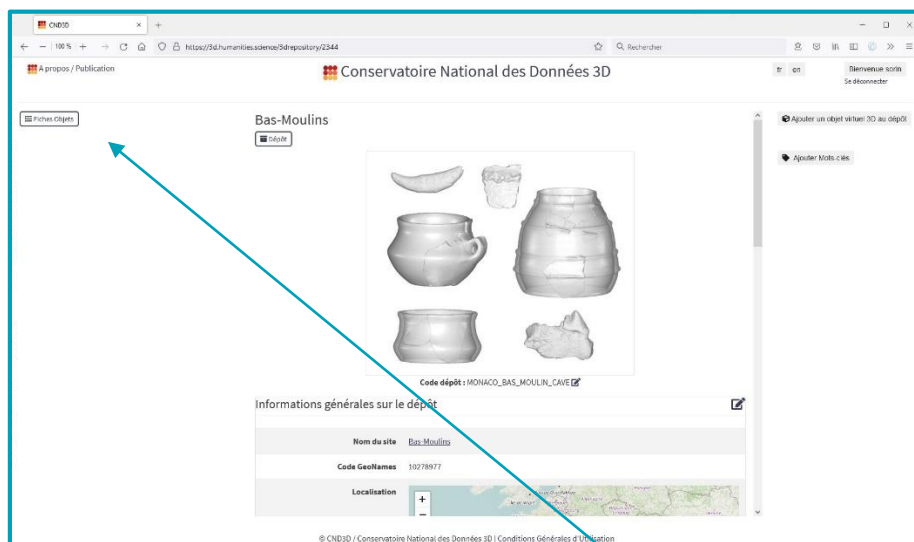 CND3D
100 %
https://3d.humanities.science/3drepository/2344
Rechercher
A propos / Publication
Conservatoire National des Données 3D
fr en
Bienvenue sorin
Se déconnecter
Fiches Objets
Bas-Moulins
Dépôt
Ajouter un objet virtuel 3D au dépôt
Ajouter Mots-clés
Code dépôt : MONACO_BAS_MOULIN_CAVE
Informations générales sur le dépôt
Nom du site Bas-Moulins
Code GeoNames 10278977
Localisation
+
−
© CND3D / Conservatoire National des Données 3D | Conditions Générales d'Utilisation